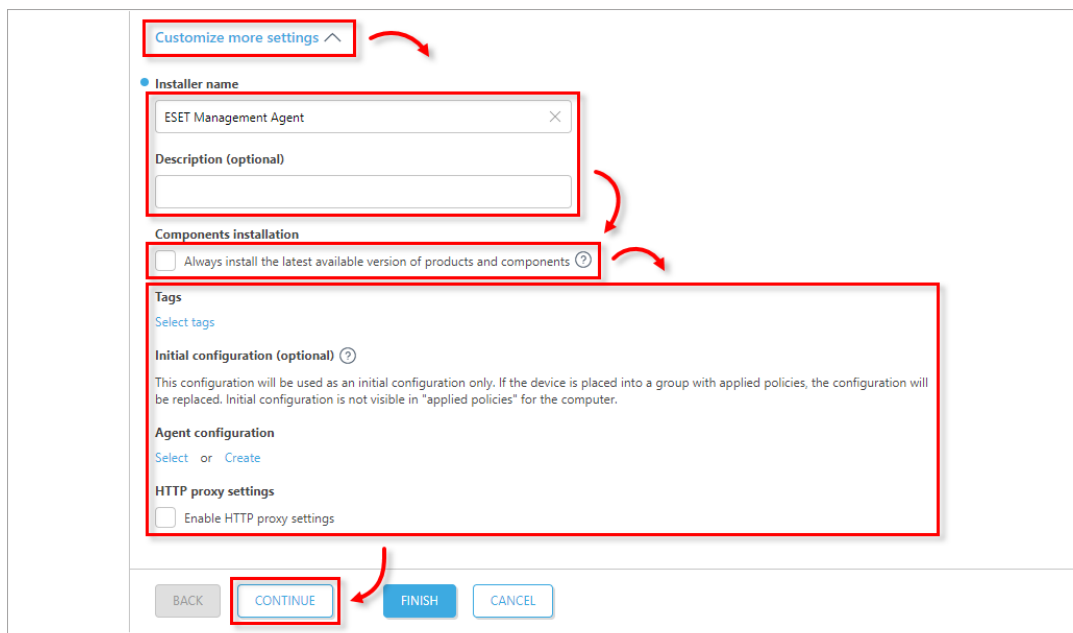 Customize more settings
Installer name
ESET Management Agent
Description (optional)
Components installation
Always install the latest available version of products and components ?
Tags
Select tags
Initial configuration (optional) ?
This configuration will be used as an initial configuration only. If the device is placed into a group with applied policies, the configuration will
be replaced. Initial configuration is not visible in "applied policies" for the computer.
Agent configuration
Select or Create
HTTP proxy settings
Enable HTTP proxy settings
BACK CONTINUE FINISH CANCEL